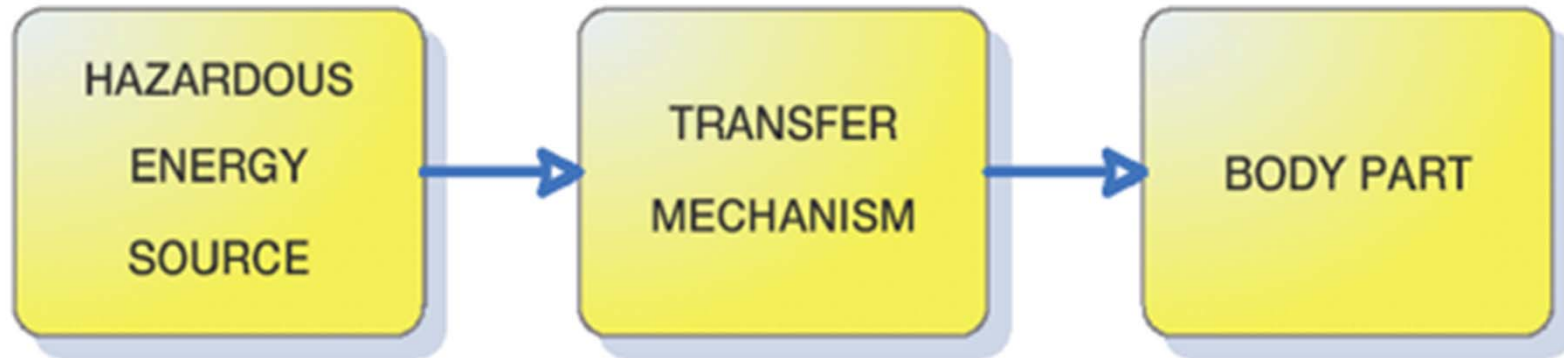 HAZARDOUS
ENERGY
SOURCE
TRANSFER
MECHANISM
BODY PART